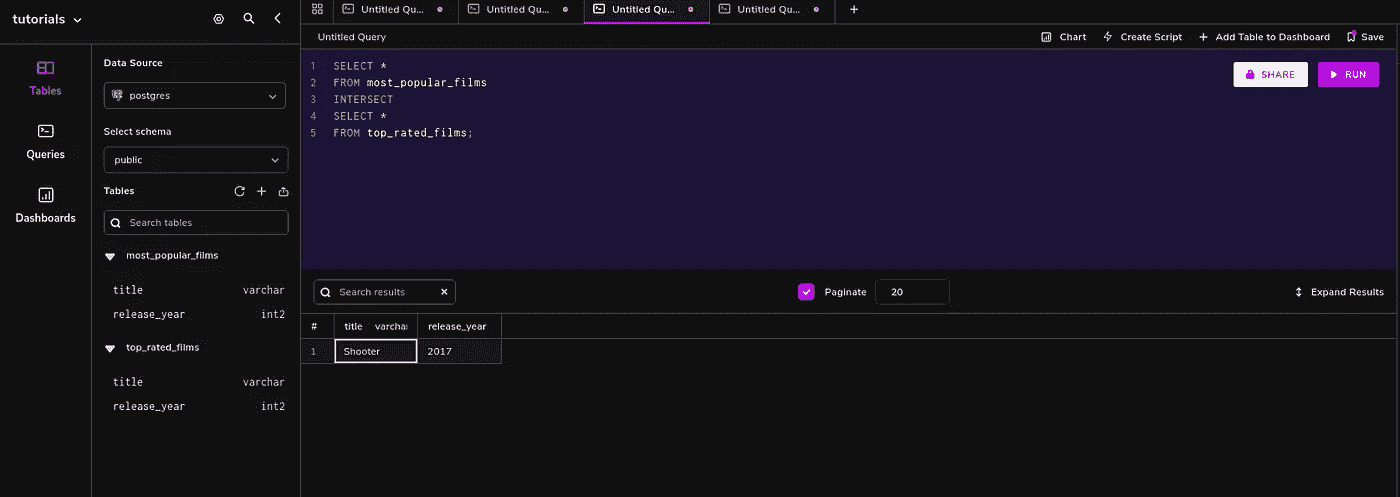 tutorials
Untitled Qu...
Untitled Qu...
Untitled Qu...
Untitled Qu...
Untitled Query
Chart
Create Script
Add Table to Dashboard
Save
Tables
Queries
Dashboards
Data Source
postgres
Select schema
public
Tables
Search tables
most_popular_films
title varchar
release_year int2
top_rated_films
title varchar
release_year int2
1 SELECT *
2 FROM most_popular_films
3 INTERSECT
4 SELECT *
5 FROM top_rated_films;
SHARE
RUN
Search results
Paginate 20
Expand Results
# title varchar release_year
1 Shooter 2017